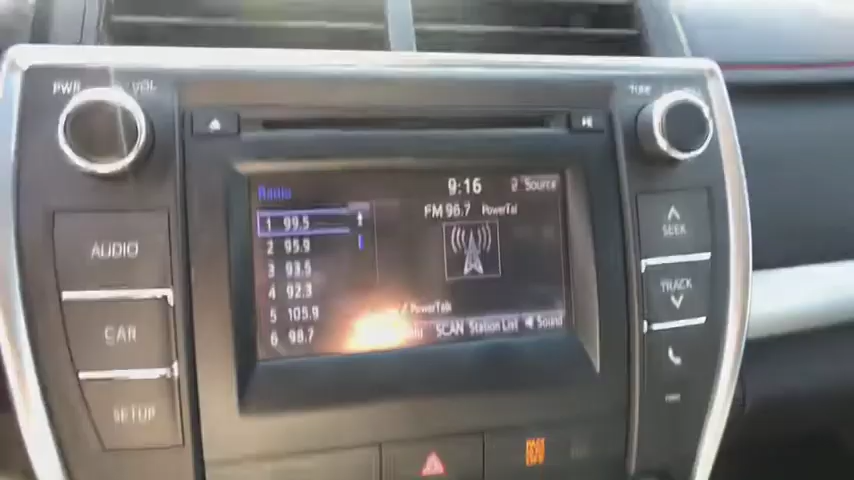 PWR VOL
TUNE
Radio
9:16
Source
FM 96.7 PowerTal
1 99.5
2 95.9
3 93.5
4 92.3
5 105.9
6 98.7
/ PowerTalk
SCAN Station List Sound
AUDIO
CAR
SETUP
SEEK
TRACK